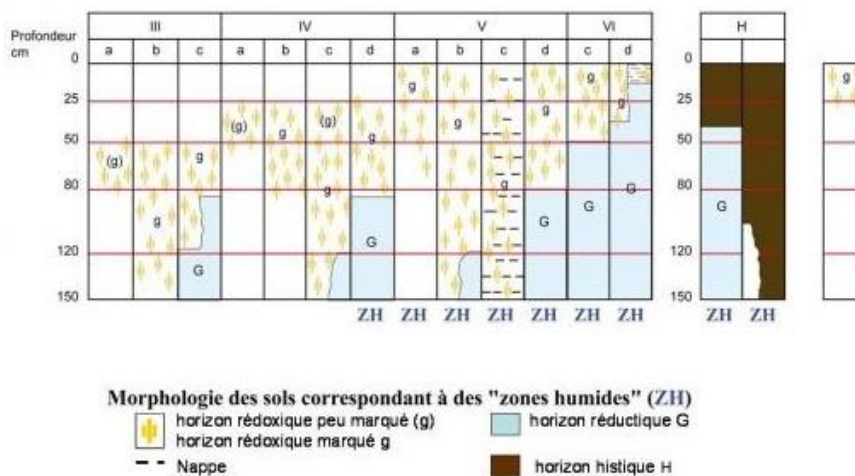 III IV V VI H
Profondeur
cm
a b c a b c d a b c d c d
0
25
50
80
120
150
(g) g g G (g) g (g) g g G g g g g G g G g G G g
ZH ZH ZH ZH ZH ZH ZH ZH
Morphologie des sols correspondant à des "zones humides" (ZH)
horizon rédoxique peu marqué (g)
horizon rédoxique marqué g
horizon réductique G
Nappe
horizon histique H